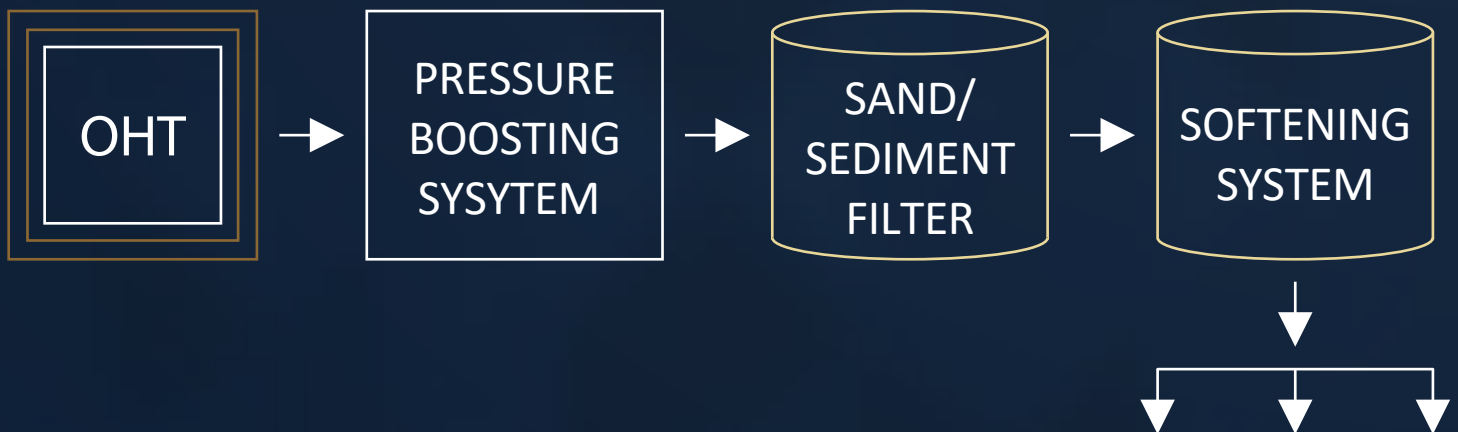 OHT
PRESSURE
BOOSTING
SYSYTEM
SAND/
SEDIMENT
FILTER
SOFTENING
SYSTEM